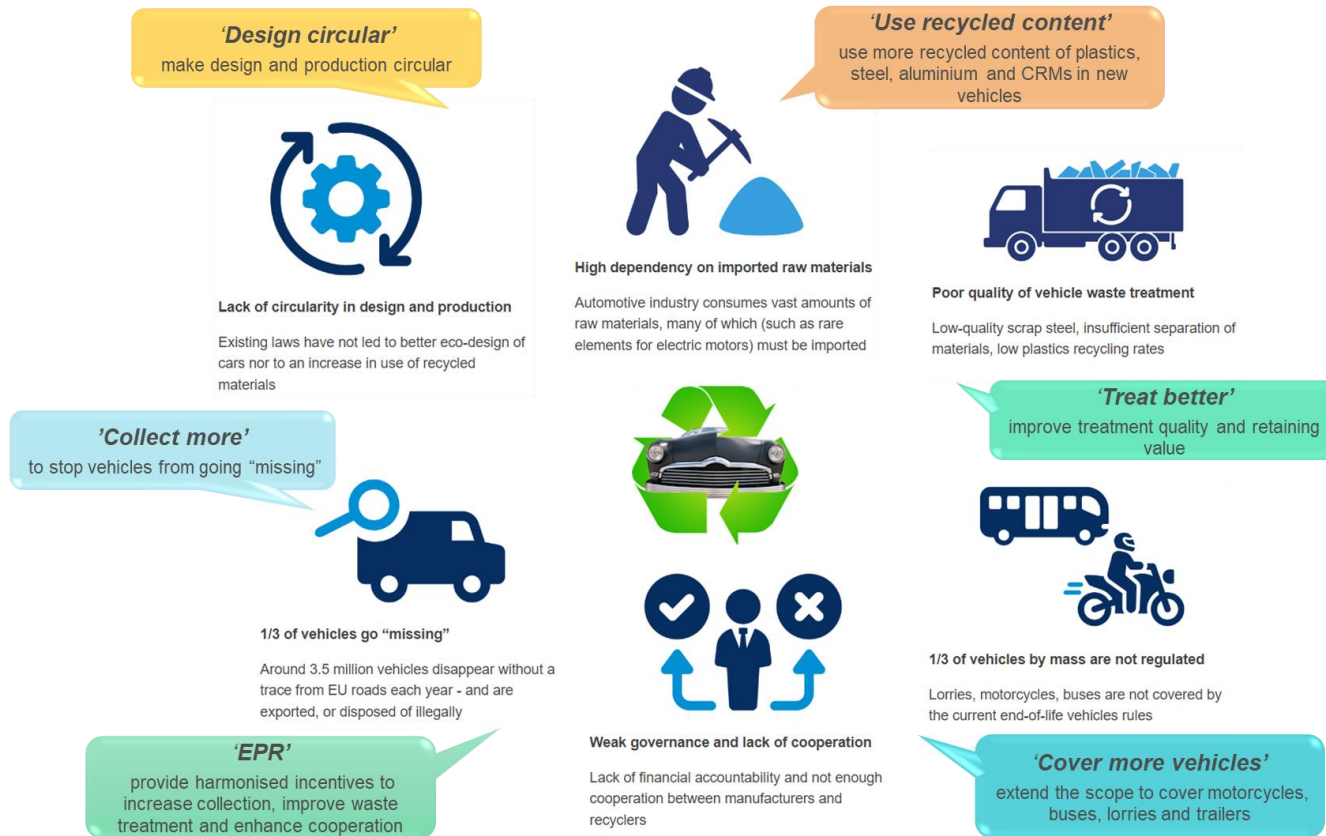 'Design circular'
make design and production circular
'Use recycled content'
use more recycled content of plastics,
steel, aluminium and CRMs in new
vehicles
Lack of circularity in design and production
Existing laws have not led to better eco-design of
cars nor to an increase in use of recycled
materials
High dependency on imported raw materials
Automotive industry consumes vast amounts of
raw materials, many of which (such as rare
elements for electric motors) must be imported
Poor quality of vehicle waste treatment
Low-quality scrap steel, insufficient separation of
materials, low plastics recycling rates
'Treat better'
improve treatment quality and retaining
value
'Collect more'
to stop vehicles from going "missing"
1/3 of vehicles go "missing"
Around 3.5 million vehicles disappear without a
trace from EU roads each year - and are
exported, or disposed of illegally
'EPR'
provide harmonised incentives to
increase collection, improve waste
treatment and enhance cooperation
Weak governance and lack of cooperation
Lack of financial accountability and not enough
cooperation between manufacturers and
recyclers
1/3 of vehicles by mass are not regulated
Lorries, motorcycles, buses are not covered by
the current end-of-life vehicles rules
'Cover more vehicles'
extend the scope to cover motorcycles,
buses, lorries and trailers